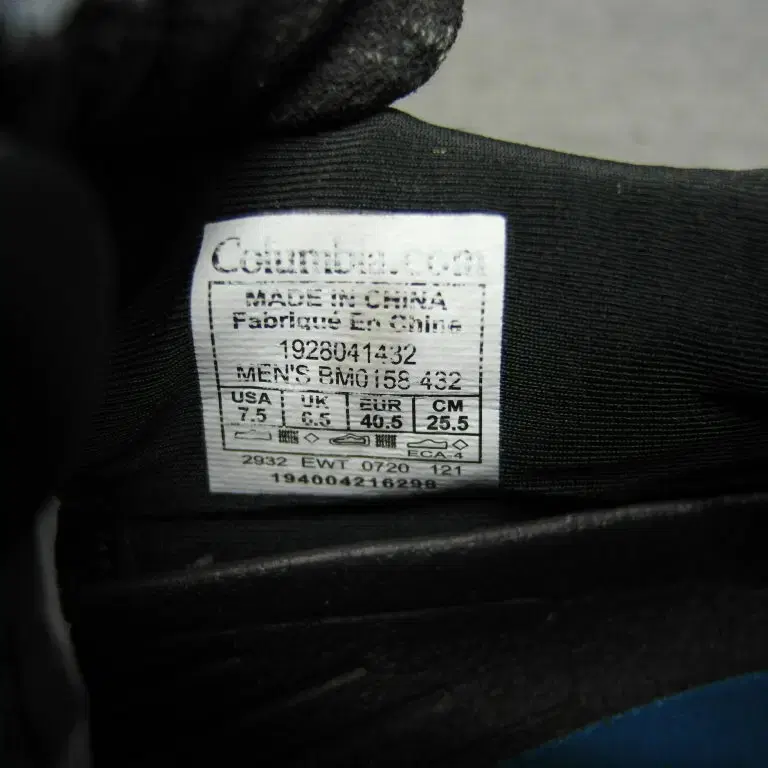 Columbia.com
MADE IN CHINA
Fabriqué En Chine
1928041432
MEN'S BM0158 432
USA UK EUR CM
7.5 6.5 40.5 25.5
ECA-4
2932 EWT 0720 121
194004216298